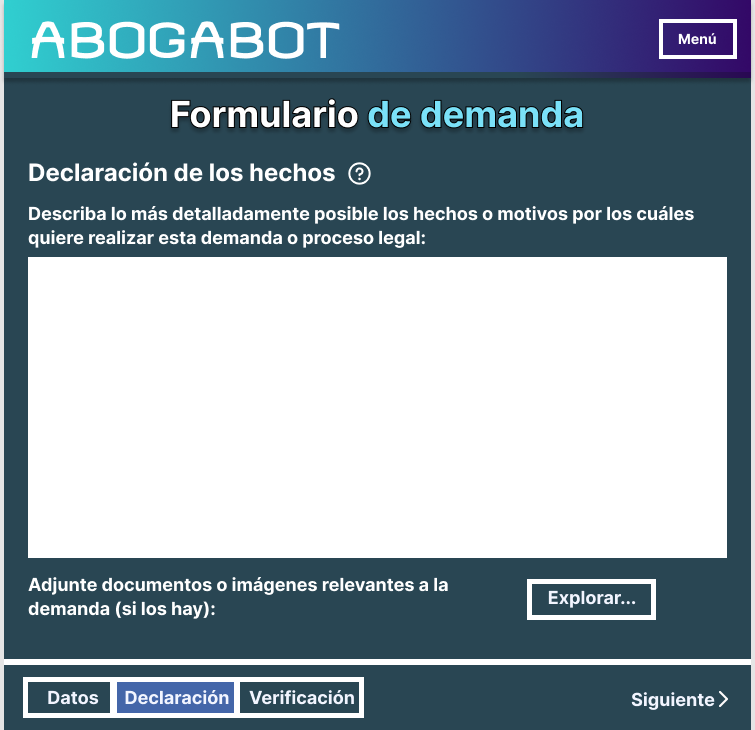 ABOGABOT
Menú
Formulario de demanda
Declaración de los hechos ?
Describa lo más detalladamente posible los hechos o motivos por los cuáles
quiere realizar esta demanda o proceso legal:
Adjunte documentos o imágenes relevantes a la
demanda (si los hay):
Explorar...
Datos Declaración Verificación
Siguiente